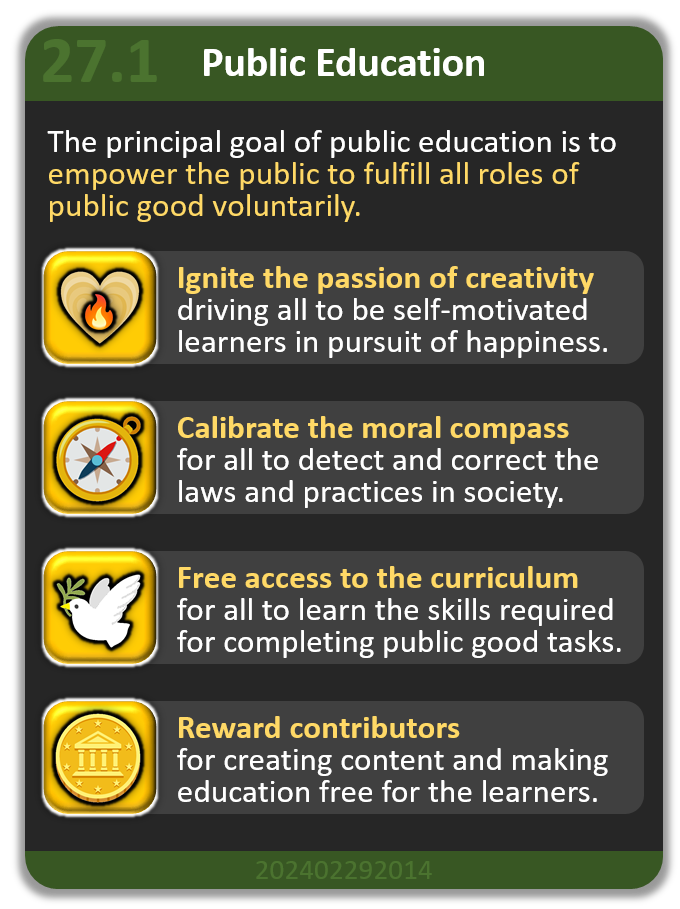 27.1 Public Education
The principal goal of public education is to
empower the public to fulfill all roles of
public good voluntarily.
Ignite the passion of creativity
driving all to be self-motivated
learners in pursuit of happiness.
Calibrate the moral compass
for all to detect and correct the
laws and practices in society.
Free access to the curriculum
for all to learn the skills required
for completing public good tasks.
Reward contributors
for creating content and making
education free for the learners.
202402292014